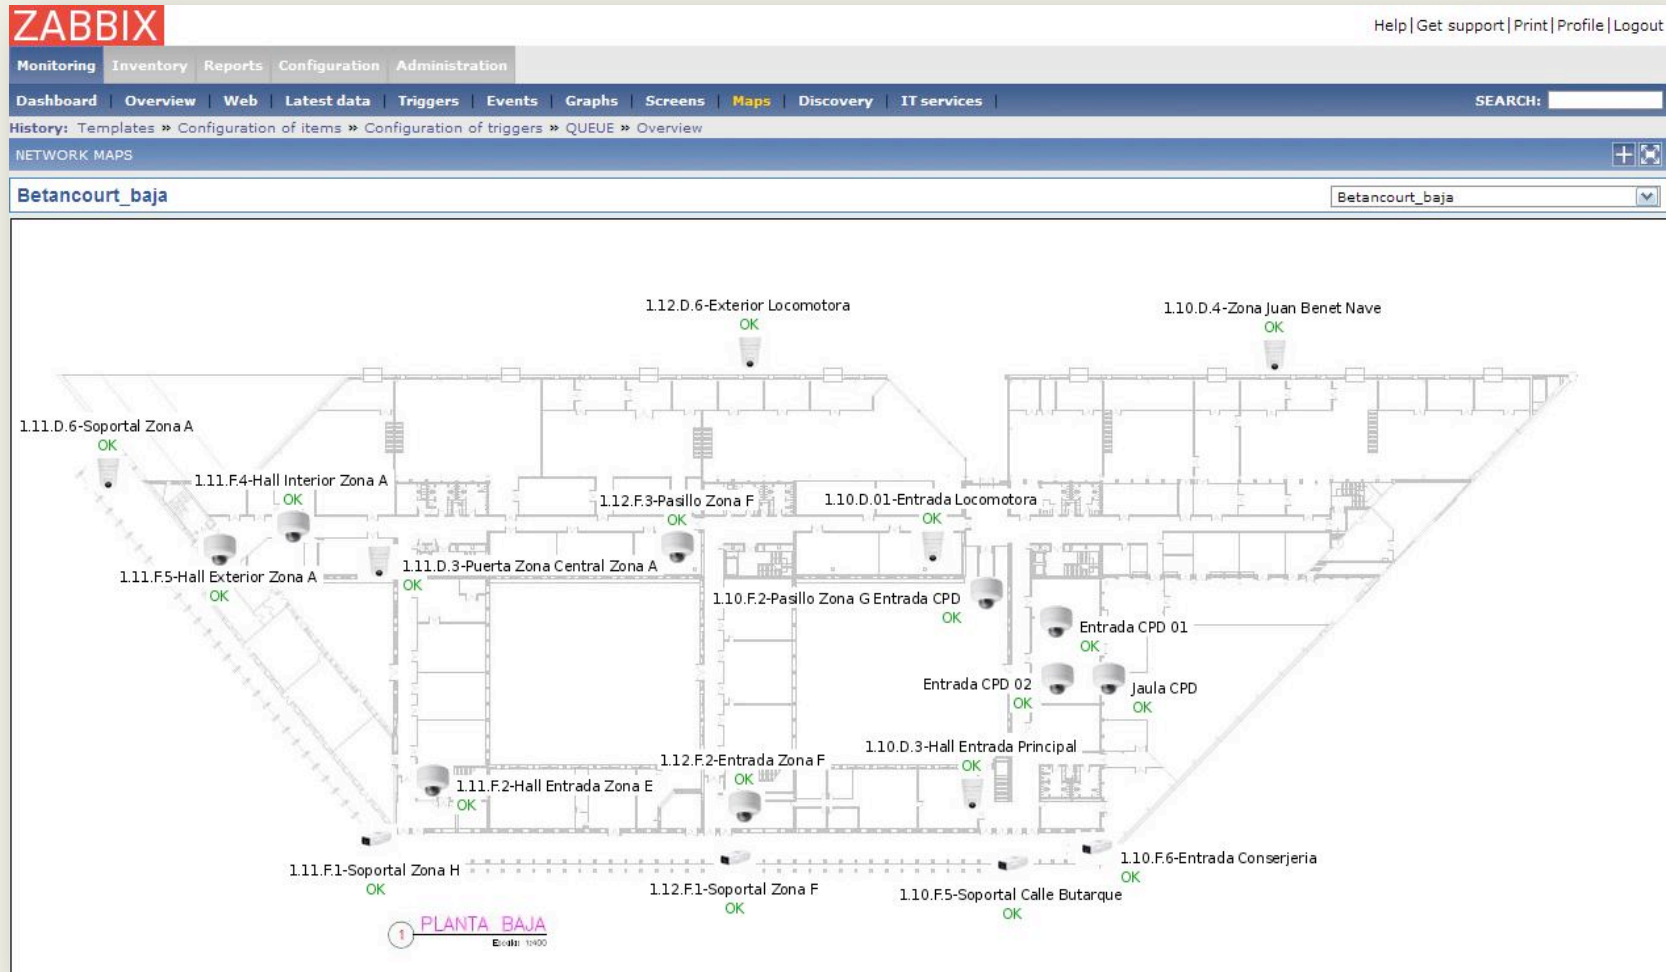 ZABBIX
Help|Get support|Print|Profile|Logout
Monitoring Inventory Reports Configuration Administration
Dashboard | Overview | Web | Latest data | Triggers | Events | Graphs | Screens | Maps | Discovery | IT services |
SEARCH:
History: Templates » Configuration of items » Configuration of triggers » QUEUE » Overview
NETWORK MAPS
Betancourt_baja
Betancourt_baja
1.12.D.6-Exterior Locomotora
OK
1.10.D.4-Zona Juan Benet Nave
OK
1.11.D.6-Soportal Zona A
OK
1.11.F.4-Hall Interior Zona A
OK
1.12.F.3-Pasillo Zona F
OK
1.10.D.01-Entrada Locomotora
OK
1.11.F.5-Hall Exterior Zona A
OK
1.11.D.3-Puerta Zona Central Zona A
OK
1.10.F.2-Pasillo Zona G Entrada CPD
OK
Entrada CPD 01
OK
Entrada CPD 02
OK
Jaula CPD
OK
1.10.D.3-Hall Entrada Principal
OK
1.12.F.2-Entrada Zona F
OK
1.11.F.2-Hall Entrada Zona E
OK
1.11.F.1-Soportal Zona H
OK
1.12.F.1-Soportal Zona F
OK
1.10.F.5-Soportal Calle Butarque
OK
1.10.F.6-Entrada Conserjeria
OK
1 PLANTA BAJA